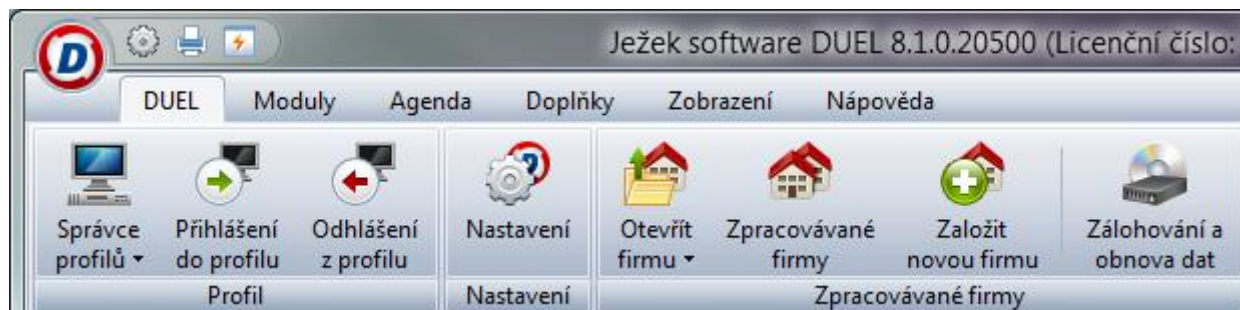 Ježek software DUEL 8.1.0.20500 (Licenční číslo:
DUEL Moduly Agenda Doplňky Zobrazení Nápověda
Správce profilů
Přihlášení do profilu
Odhlášení z profilu
Nastavení
Otevřít firmu
Zpracovávané firmy
Založit novou firmu
Zálohování a obnova dat
Profil Nastavení Zpracovávané firmy